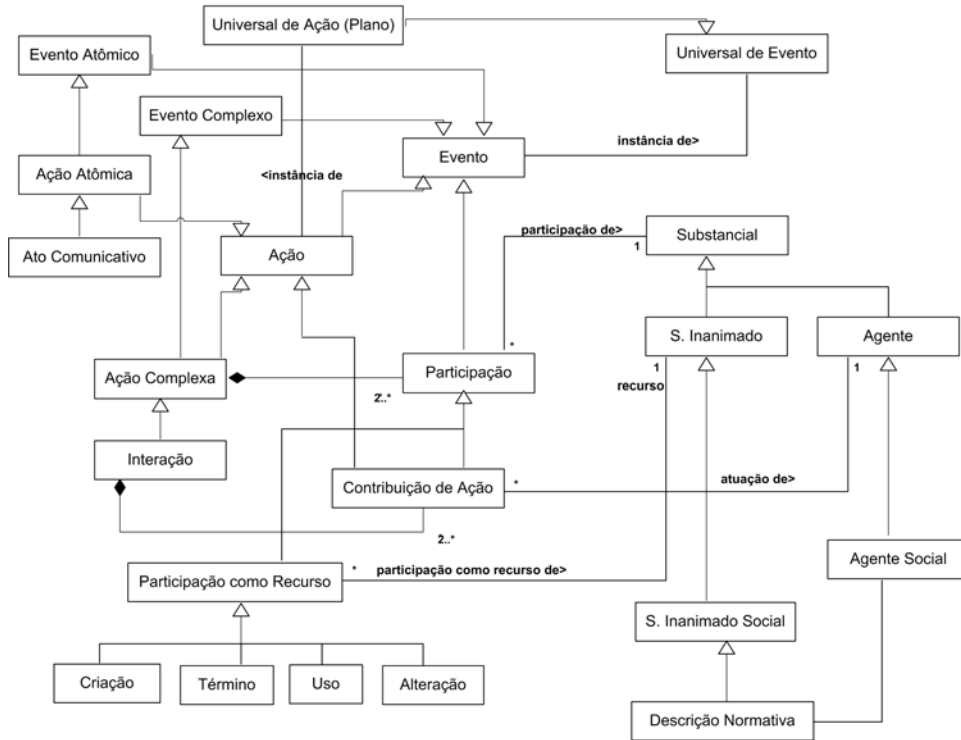 Universal de Ação (Plano)
Evento Atômico
Universal de Evento
Evento Complexo
instância de>
Evento
Ação Atômica
<instância de
participação de>
Substancial
1
Ato Comunicativo
Ação
S. Inanimado
Agente
*
Ação Complexa
Participação
1
1
recurso
2..*
Interação
Contribuição de Ação
*
atuação de>
2..*
Agente Social
*
participação como recurso de>
Participação como Recurso
S. Inanimado Social
Criação
Término
Uso
Alteração
Descrição Normativa